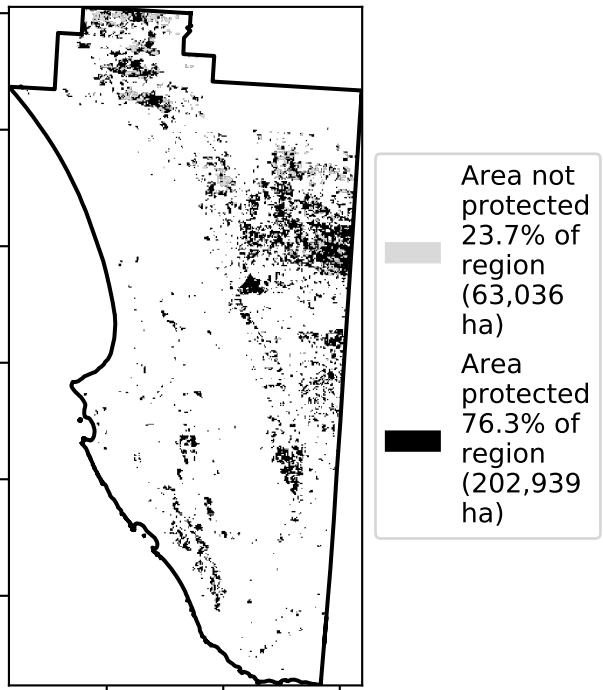 Area not
protected
23.7% of
region
(63,036
ha)
Area
protected
76.3% of
region
(202,939
ha)